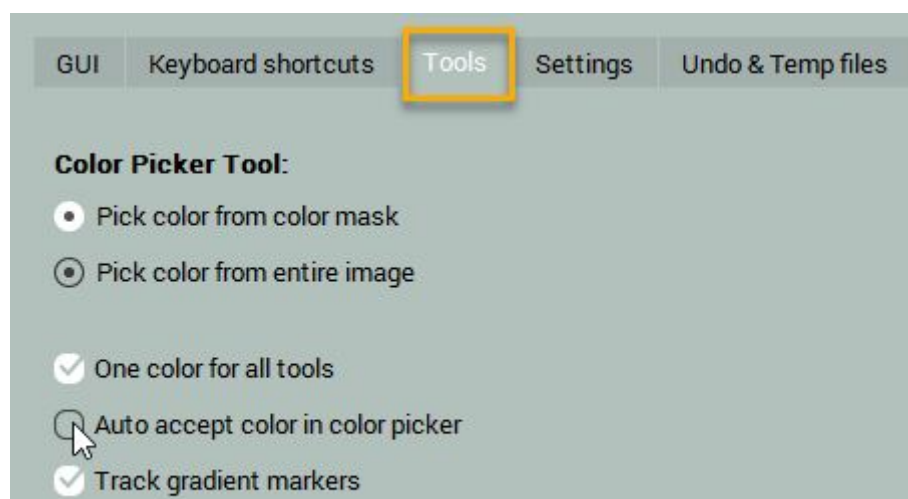 GUI Keyboard shortcuts Tools Settings Undo & Temp files
Color Picker Tool:
Pick color from color mask
Pick color from entire image
One color for all tools
Auto accept color in color picker
Track gradient markers